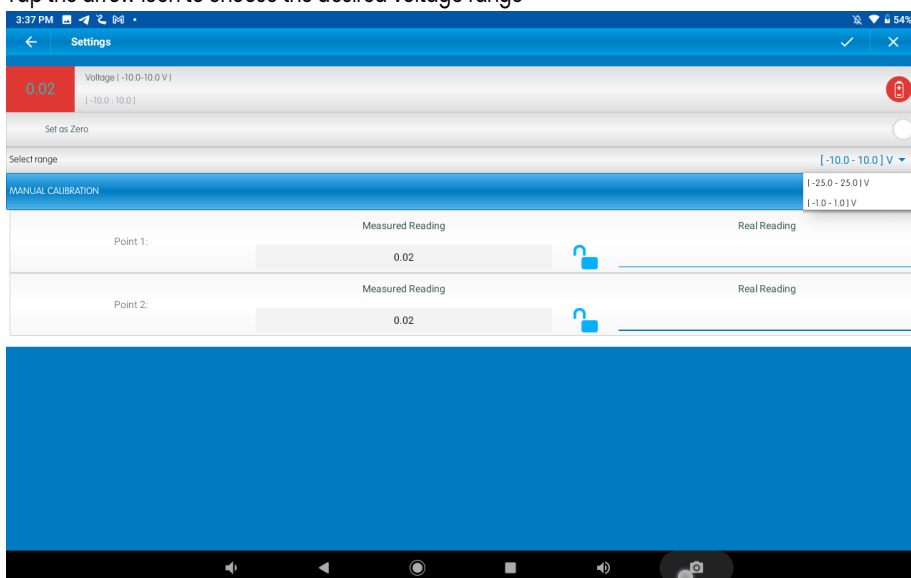 Tap the arrow icon to choose the desired voltage range
3:37 PM 54%
Settings
0.02
Voltage ( -10.0-10.0 V )
( -10.0 : 10.0 )
Set as Zero
Select range
[ -10.0 - 10.0 ] V
[ -25.0 - 25.0 ] V
[ -1.0 - 1.0 ] V
MANUAL CALIBRATION
Point 1:
Measured Reading
0.02
Real Reading
Point 2:
Measured Reading
0.02
Real Reading